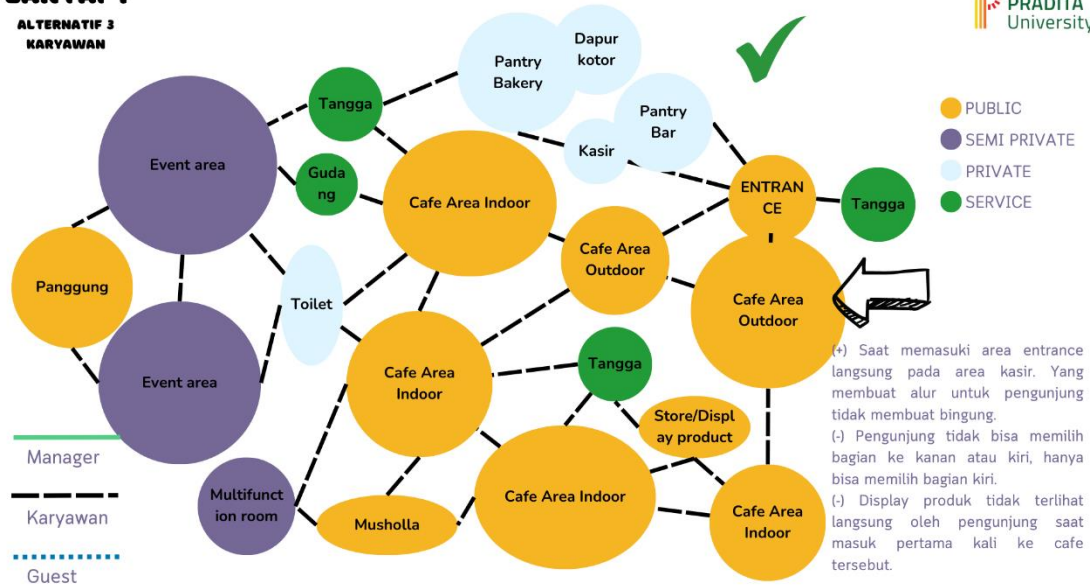 ALTERNATIF 3
KARYAWAN
PRADITA
University
Dapur
kotor
Pantry
Bakery
Tangga
Pantry
Bar
PUBLIC
SEMI PRIVATE
PRIVATE
SERVICE
Event area
Kasir
Guda
ng
Cafe Area Indoor
ENTRAN
CE
Tangga
Cafe Area
Outdoor
Panggung
Toilet
Cafe Area
Outdoor
Event area
Cafe Area
Indoor
Tangga
Store/Displ
ay product
(+) Saat memasuki area entrance
langsung pada area kasir. Yang
membuat alur untuk pengunjung
tidak membuat bingung.
(-) Pengunjung tidak bisa memilih
bagian ke kanan atau kiri, hanya
bisa memilih bagian kiri.
(-) Display produk tidak terlihat
langsung oleh pengunjung saat
masuk pertama kali ke cafe
tersebut.
Manager
Karyawan
Guest
Multifunct
ion room
Musholla
Cafe Area Indoor
Cafe Area
Indoor